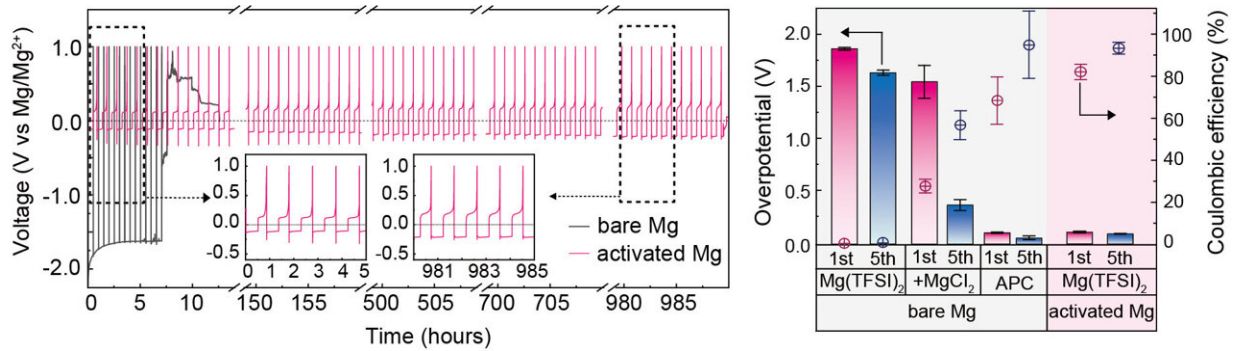 Voltage (V vs Mg/Mg2+)
1.0
0.0
-1.0
-2.0
1.0
0.5
0.0
-0.5
0 1 2 3 4 5
1.0
0.5
0.0
-0.5
981 983 985
bare Mg
activated Mg
0 5 10 150 155 500 505 700 705 980 985
Time (hours)
Overpotential (V)
2.0
1.5
1.0
0.5
0.0
100
80
60
40
20
0
Coulombic efficiency (%)
1st 5th 1st 5th 1st 5th 1st 5th
Mg(TFSI)2 +MgCl2 APC Mg(TFSI)2
bare Mg activated Mg